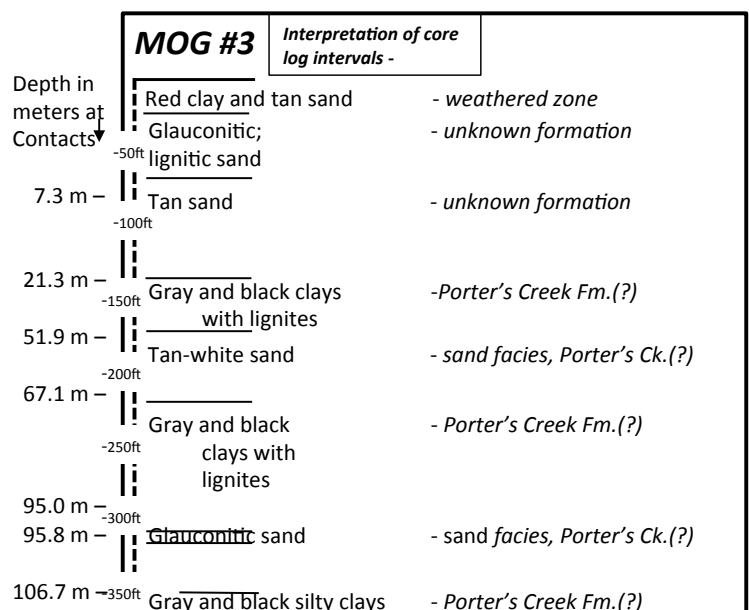 MOG #3
Interpretation of core
log intervals -
Depth in
meters at
Contacts
Red clay and tan sand - weathered zone
Glauconitic; - unknown formation
-50ft
lignitic sand
7.3 m –
Tan sand - unknown formation
-100ft
21.3 m –
-150ft
Gray and black clays -Porter's Creek Fm.(?)
with lignites
51.9 m –
Tan-white sand - sand facies, Porter's Ck.(?)
-200ft
67.1 m –
Gray and black - Porter's Creek Fm.(?)
clays with
-250ft
lignites
95.0 m –
-300ft
95.8 m –
Glauconitic sand - sand facies, Porter's Ck.(?)
106.7 m –
-350ft
Gray and black silty clays - Porter's Creek Fm.(?)